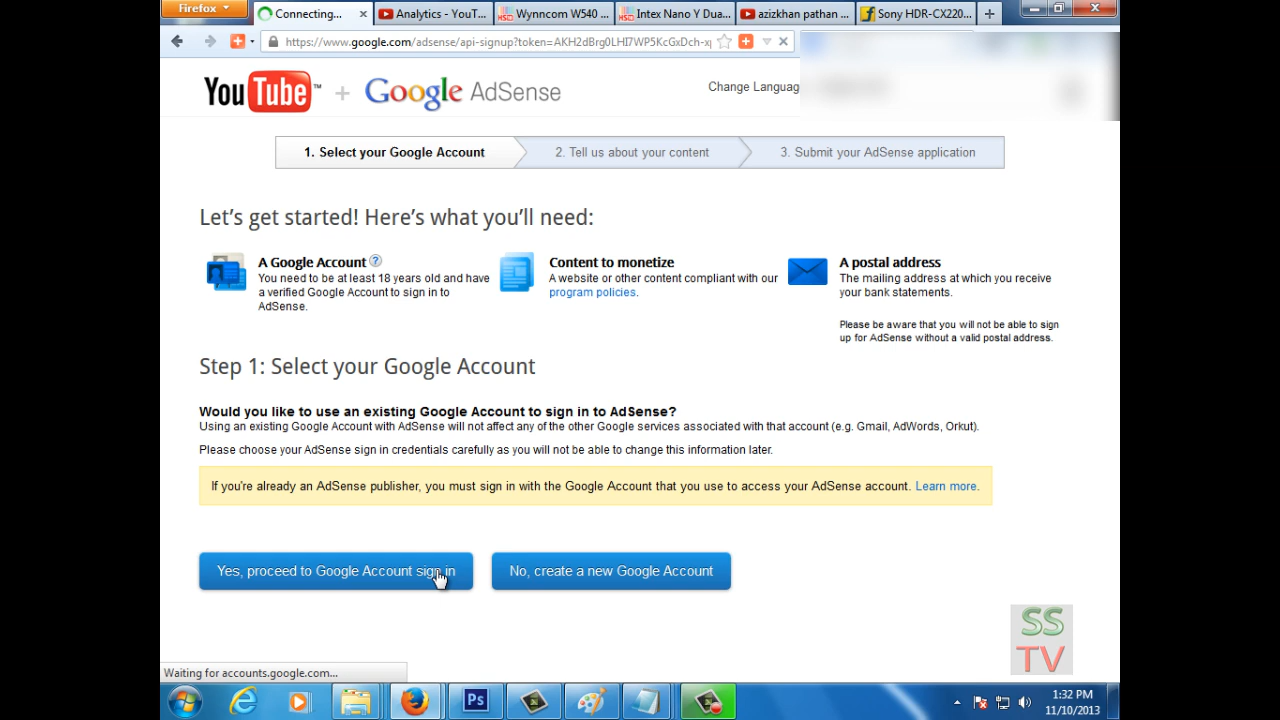 Firefox
Connecting...
Analytics - YouT...
Wynncom W540 ...
Intex Nano Y Dua...
azizkhan pathan ...
Sony HDR-CX220...
https://www.google.com/adsense/api-signup?token=AKH2dBrg0LHI7WP5KcGxDch-x
YouTube™ + Google AdSense
Change Languag
1. Select your Google Account
2. Tell us about your content
3. Submit your AdSense application
Let's get started! Here's what you'll need:
A Google Account ?
You need to be at least 18 years old and have
a verified Google Account to sign in to
AdSense.
Content to monetize
A website or other content compliant with our
program policies.
A postal address
The mailing address at which you receive
your bank statements.
Please be aware that you will not be able to sign
up for AdSense without a valid postal address.
Step 1: Select your Google Account
Would you like to use an existing Google Account to sign in to AdSense?
Using an existing Google Account with AdSense will not affect any of the other Google services associated with that account (e.g. Gmail, AdWords, Orkut).
Please choose your AdSense sign in credentials carefully as you will not be able to change this information later.
If you're already an AdSense publisher, you must sign in with the Google Account that you use to access your AdSense account. Learn more.
Yes, proceed to Google Account sign in
No, create a new Google Account
SS
TV
Waiting for accounts.google.com...
Ps
1:32 PM
11/10/2013